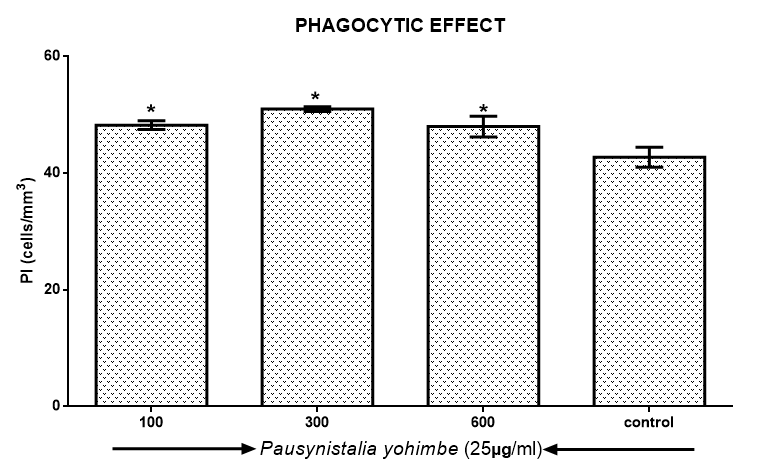 PHAGOCYTIC EFFECT
60
40
20
0
PI (cells/mm³)
* * *
100 300 600 control
Pausynistalia yohimbe (25µg/ml)